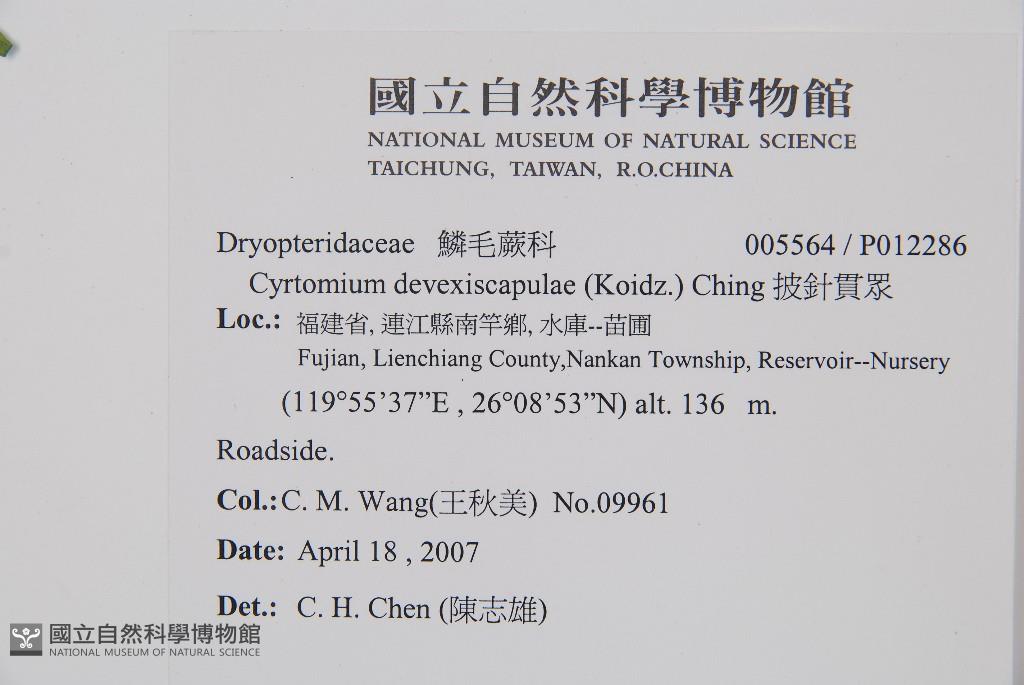 國立自然科學博物館
NATIONAL MUSEUM OF NATURAL SCIENCE
TAICHUNG, TAIWAN, R.O.CHINA
Dryopteridaceae 鱗毛蕨科 005564 / P012286
Cyrtomium devexiscapulae (Koidz.) Ching 披針貫眾
Loc.: 福建省, 連江縣南竿鄉, 水庫--苗圃
Fujian, Lienchiang County,Nankan Township, Reservoir--Nursery
(119°55’37”E , 26°08’53”N) alt. 136 m.
Roadside.
Col.: C. M. Wang(王秋美) No.09961
Date: April 18 , 2007
Det.: C. H. Chen (陳志雄)
國立自然科學博物館
NATIONAL MUSEUM OF NATURAL SCIENCE